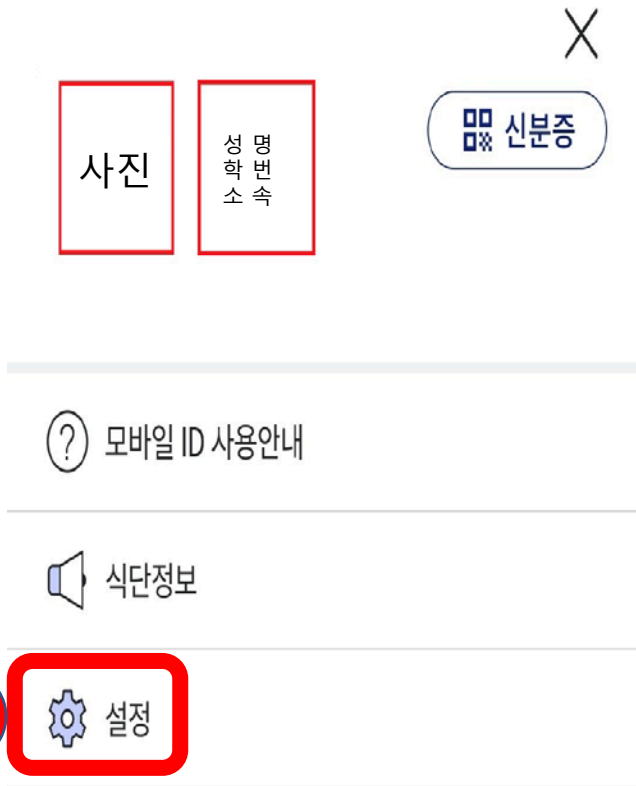 사진
성 명
학 번
소 속
신분증
모바일 ID 사용안내
식단정보
설정